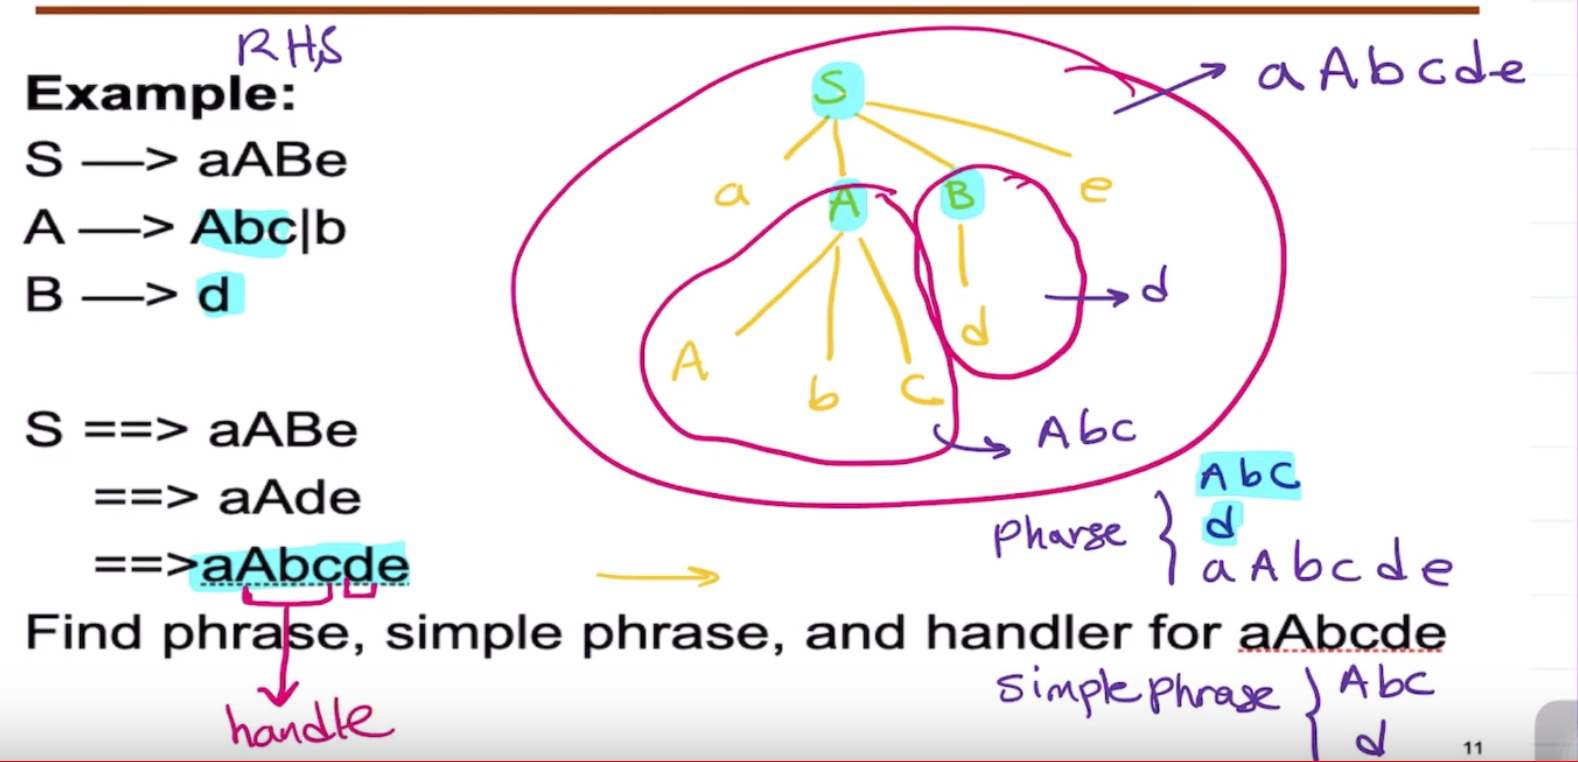 RHS
Example:
S —> aABe
A —> Abc|b
B —> d
S ==> aABe
==> aAde
==>aAbcde
Find phrase, simple phrase, and handler for aAbcde
handle
S
a A B e
A b C d
aAbcde
d
Abc
Pharse } AbC
d
aAbcde
Simple phrase } Abc
d
11